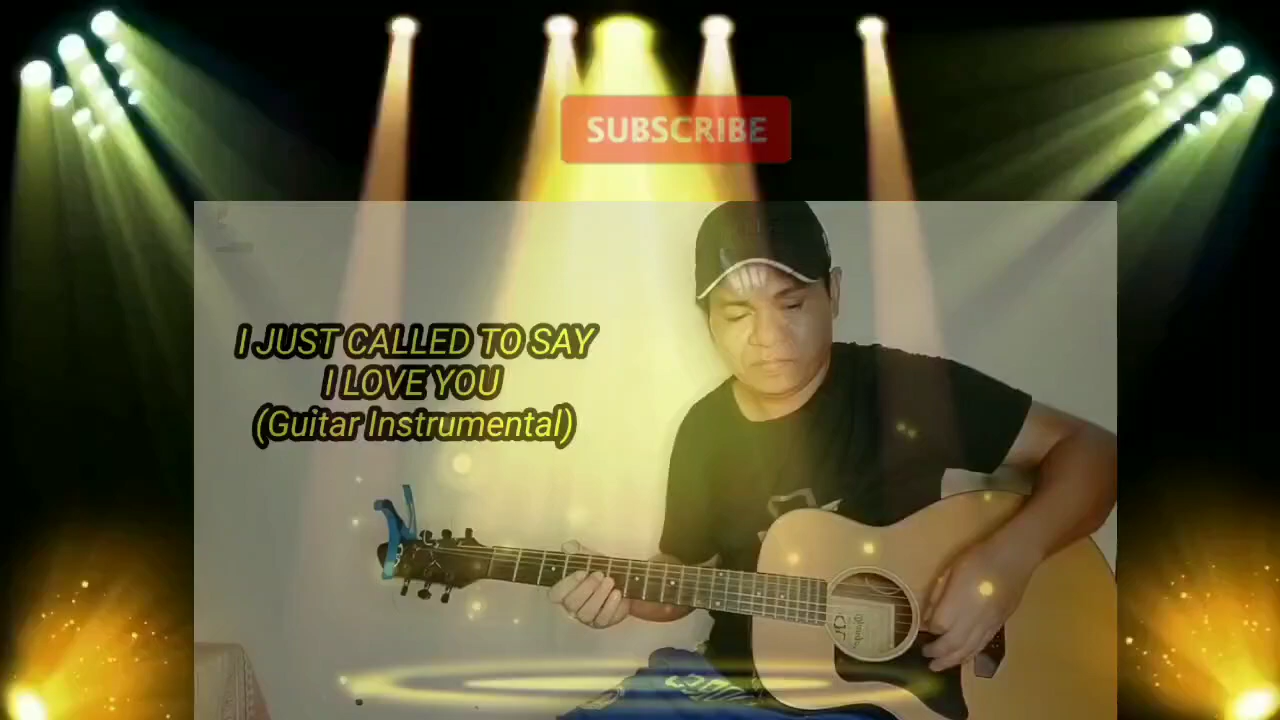 SUBSCRIBE
I JUST CALLED TO SAY
I LOVE YOU
(Guitar Instrumental)